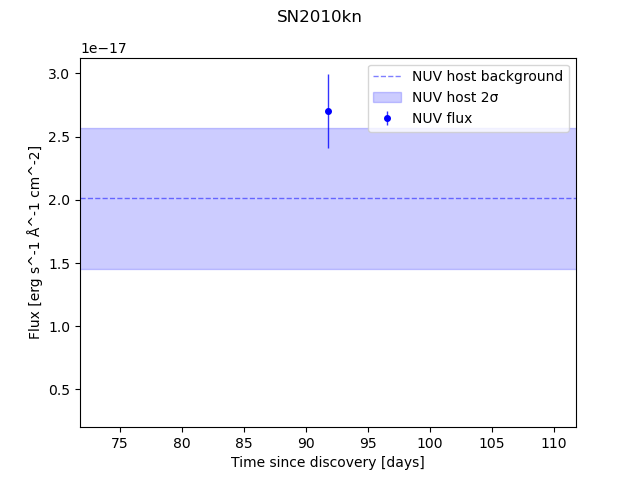 SN2010kn
1e−17
NUV host background
NUV host 2σ
NUV flux
3.0
2.5
2.0
1.5
1.0
0.5
Flux [erg s^-1 Å^-1 cm^-2]
75 80 85 90 95 100 105 110
Time since discovery [days]